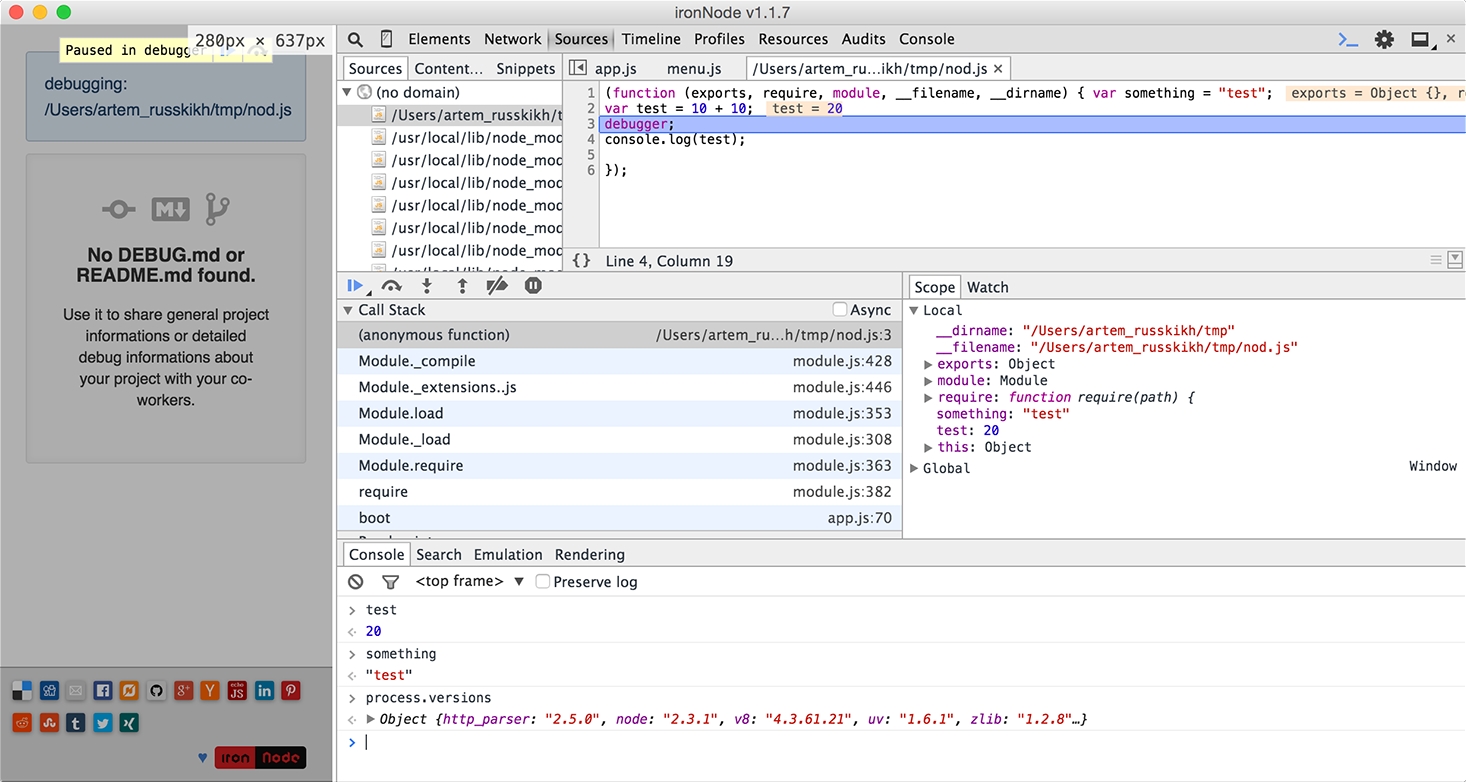 ironNode v1.1.7
Paused in debugger
280px × 637px
debugging:
/Users/artem_russkikh/tmp/nod.js
No DEBUG.md or
README.md found.
Use it to share general project
informations or detailed
debug informations about
your project with your co-
workers.
echo
JS
iron Node
Elements Network Sources Timeline Profiles Resources Audits Console
Sources Content… Snippets
app.js menu.js /Users/artem_ru…ikh/tmp/nod.js ×
(no domain)
/Users/artem_russkikh/t
/usr/local/lib/node_mod
/usr/local/lib/node_mod
/usr/local/lib/node_mod
/usr/local/lib/node_mod
/usr/local/lib/node_mod
/usr/local/lib/node_mod
1 (function (exports, require, module, __filename, __dirname) { var something = "test"; exports = Object {}, r
2 var test = 10 + 10; test = 20
3 debugger;
4 console.log(test);
5
6 });
{} Line 4, Column 19
Call Stack Async
(anonymous function) /Users/artem_ru…h/tmp/nod.js:3
Module._compile module.js:428
Module._extensions..js module.js:446
Module.load module.js:353
Module._load module.js:308
Module.require module.js:363
require module.js:382
boot app.js:70
Scope Watch
Local
__dirname: "/Users/artem_russkikh/tmp"
__filename: "/Users/artem_russkikh/tmp/nod.js"
exports: Object
module: Module
require: function require(path) {
something: "test"
test: 20
this: Object
Global Window
Console Search Emulation Rendering
<top frame> ▼ Preserve log
> test
20
> something
"test"
> process.versions
Object {http_parser: "2.5.0", node: "2.3.1", v8: "4.3.61.21", uv: "1.6.1", zlib: "1.2.8"…}
>